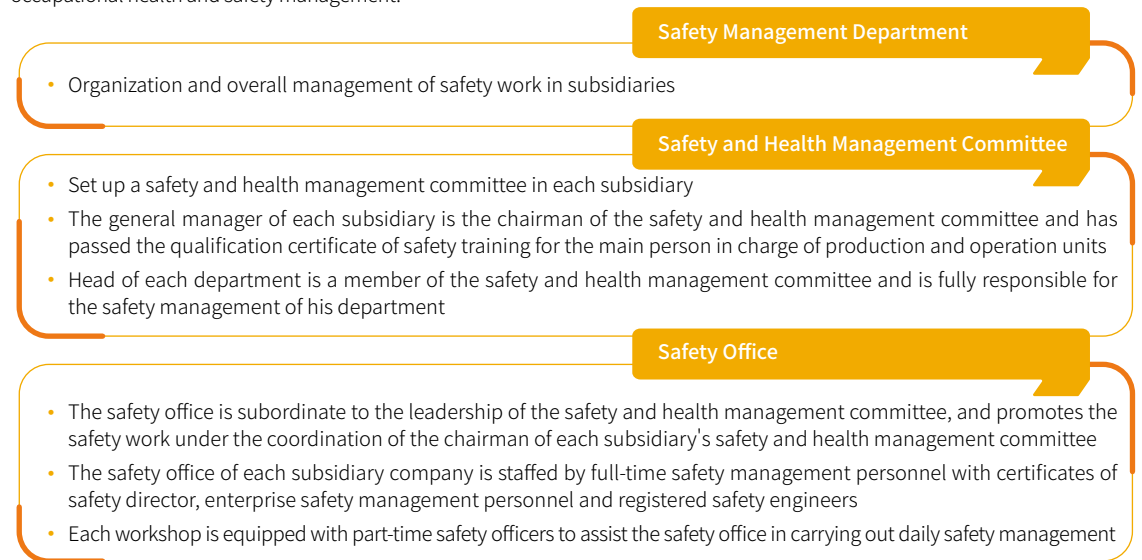 occupational health and safety management.
Safety Management Department
• Organization and overall management of safety work in subsidiaries
Safety and Health Management Committee
• Set up a safety and health management committee in each subsidiary
• The general manager of each subsidiary is the chairman of the safety and health management committee and has
passed the qualification certificate of safety training for the main person in charge of production and operation units
• Head of each department is a member of the safety and health management committee and is fully responsible for
the safety management of his department
Safety Office
• The safety office is subordinate to the leadership of the safety and health management committee, and promotes the
safety work under the coordination of the chairman of each subsidiary's safety and health management committee
• The safety office of each subsidiary company is staffed by full-time safety management personnel with certificates of
safety director, enterprise safety management personnel and registered safety engineers
• Each workshop is equipped with part-time safety officers to assist the safety office in carrying out daily safety management